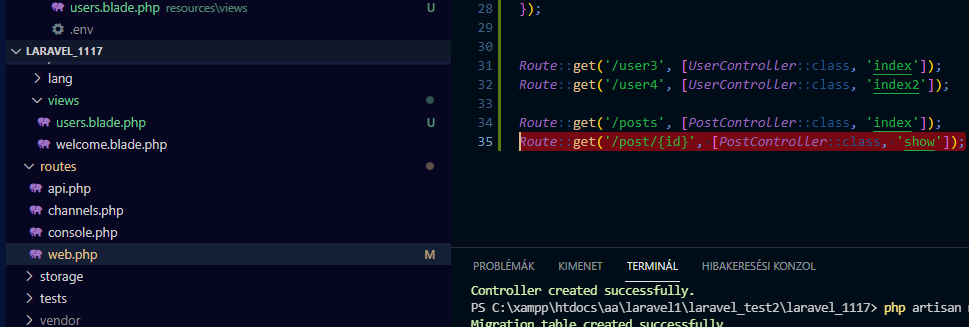 users.blade.php resources\views U
.env
LARAVEL_1117
lang
views
users.blade.php U
welcome.blade.php
routes
api.php
channels.php
console.php
web.php M
storage
tests
vendor
28 });
29
30
31 Route::get('/user3', [UserController::class, 'index']);
32 Route::get('/user4', [UserController::class, 'index2']);
33
34 Route::get('/posts', [PostController::class, 'index']);
35 Route::get('/post/{id}', [PostController::class, 'show']);
PROBLÉMÁK KIMENET TERMINÁL HIBAKERESÉSI KONZOL
Controller created successfully.
PS C:\xampp\htdocs\aa\laravel1\laravel_test2\laravel_1117> php artisan
Migration table created successfully